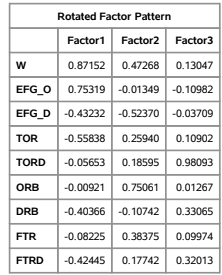 Rotated Factor Pattern
Factor1 Factor2 Factor3
W 0.87152 0.47268 0.13047
EFG_O 0.75319 -0.01349 -0.10982
EFG_D -0.43232 -0.52370 -0.03709
TOR -0.55838 0.25940 0.10902
TORD -0.05653 0.18595 0.98093
ORB -0.00921 0.75061 0.01267
DRB -0.40366 -0.10742 0.33065
FTR -0.08225 0.38375 0.09974
FTRD -0.42445 0.17742 0.32013